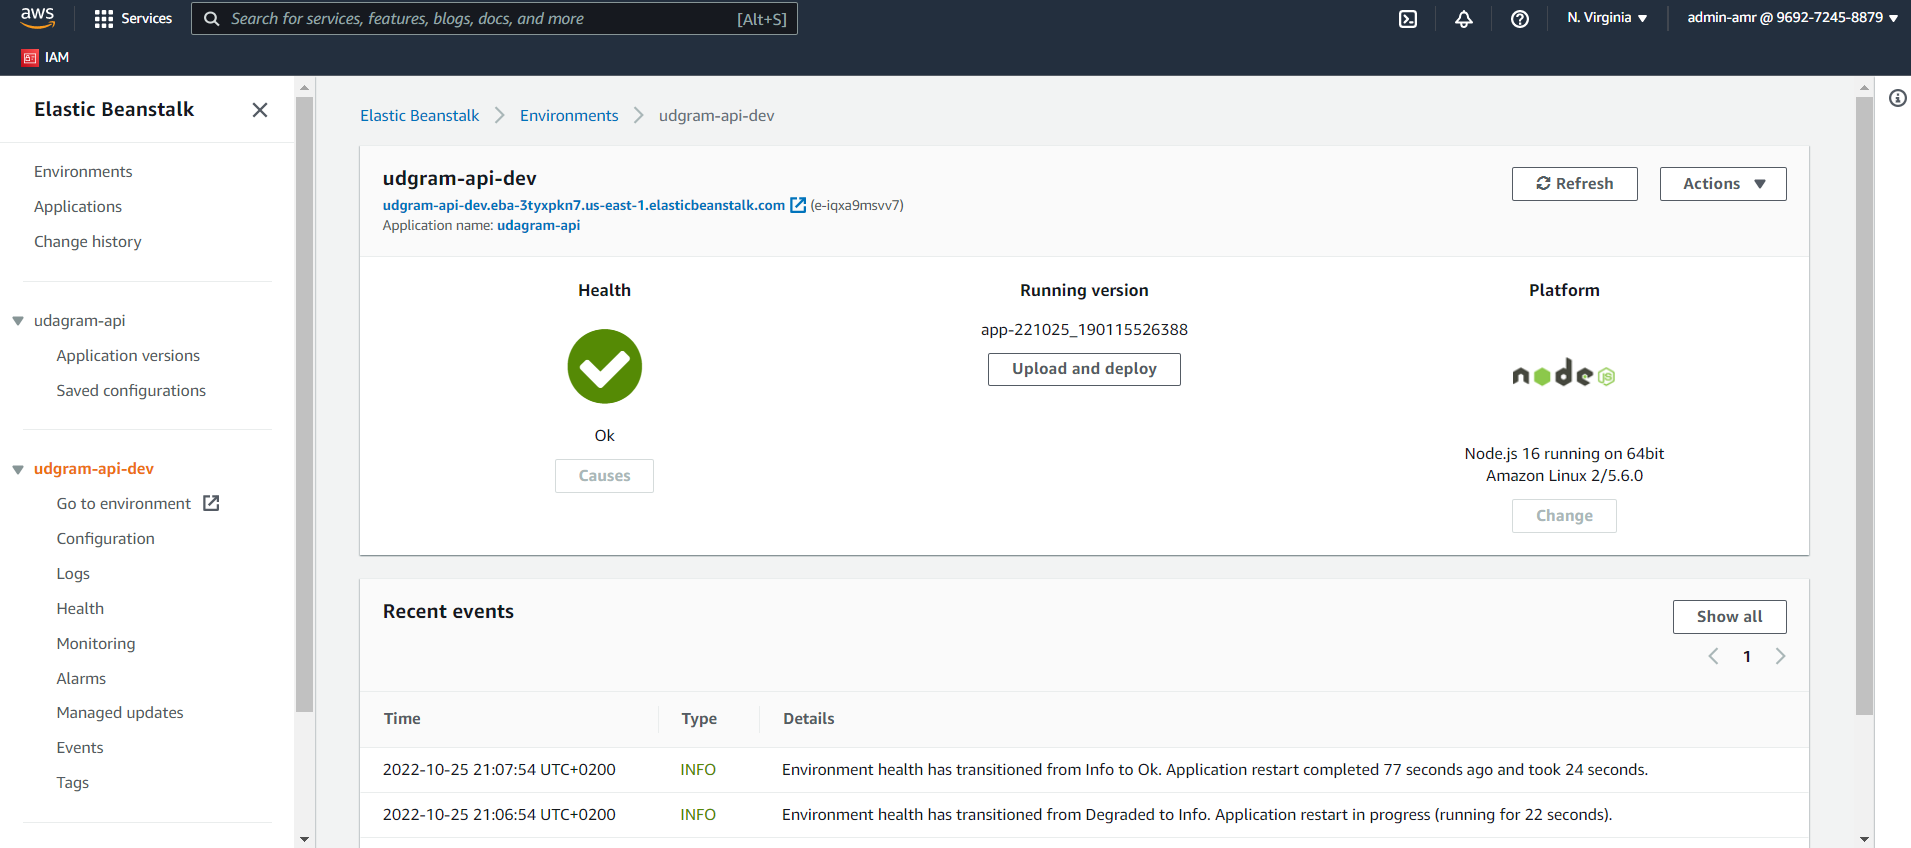 aws
Services
Search for services, features, blogs, docs, and more
[Alt+S]
N. Virginia
admin-amr @ 9692-7245-8879
IAM
Elastic Beanstalk
Environments
Applications
Change history
udagram-api
Application versions
Saved configurations
udgram-api-dev
Go to environment
Configuration
Logs
Health
Monitoring
Alarms
Managed updates
Events
Tags
Elastic Beanstalk
Environments
udgram-api-dev
udgram-api-dev
udgram-api-dev.eba-3tyxpkn7.us-east-1.elasticbeanstalk.com (e-iqxa9msvv7)
Application name: udagram-api
Refresh
Actions
Health
Ok
Causes
Running version
app-221025_190115526388
Upload and deploy
Platform
node JS
Node.js 16 running on 64bit
Amazon Linux 2/5.6.0
Change
Recent events
Show all
1
Time Type Details
2022-10-25 21:07:54 UTC+0200 INFO Environment health has transitioned from Info to Ok. Application restart completed 77 seconds ago and took 24 seconds.
2022-10-25 21:06:54 UTC+0200 INFO Environment health has transitioned from Degraded to Info. Application restart in progress (running for 22 seconds).